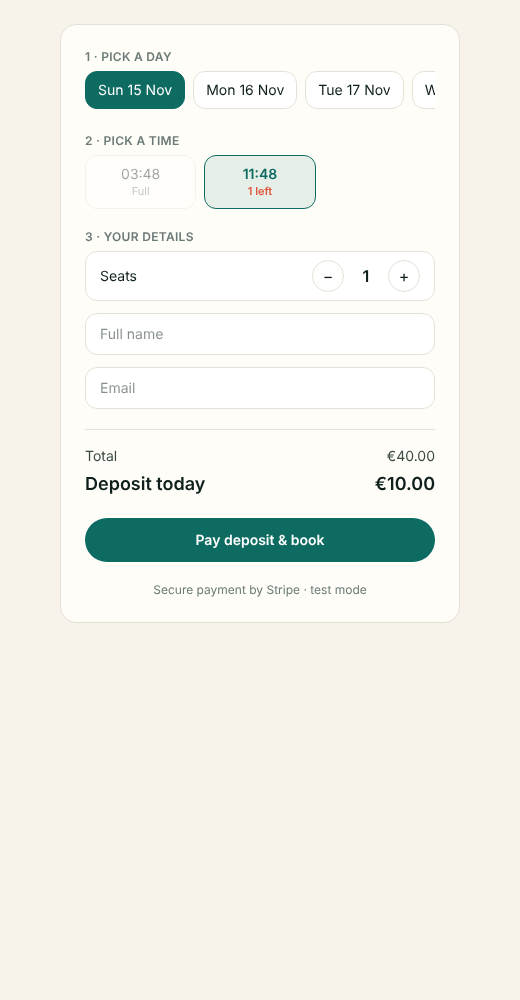 1 · PICK A DAY
Sun 15 Nov Mon 16 Nov Tue 17 Nov
2 · PICK A TIME
03:48 11:48
Full 1 left
3 · YOUR DETAILS
Seats − 1 +
Full name
Email
Total €40.00
Deposit today €10.00
Pay deposit & book
Secure payment by Stripe · test mode